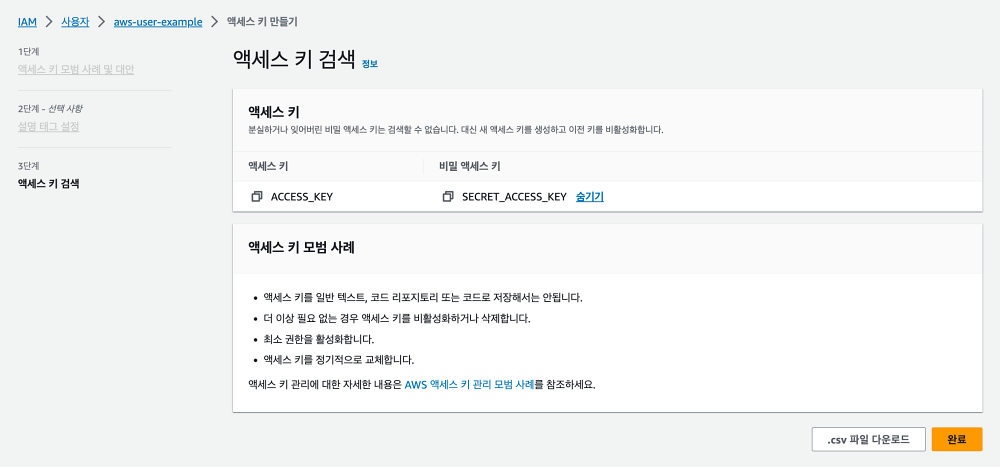 IAM > 사용자 > aws-user-example > 액세스 키 만들기
1단계
액세스 키 모범 사례 및 대안
2단계 - 선택 사항
설명 태그 설정
3단계
액세스 키 검색
액세스 키 검색 정보
액세스 키
분실하거나 잊어버린 비밀 액세스 키는 검색할 수 없습니다. 대신 새 액세스 키를 생성하고 이전 키를 비활성화합니다.
액세스 키 비밀 액세스 키
ACCESS_KEY SECRET_ACCESS_KEY 숨기기
액세스 키 모범 사례
• 액세스 키를 일반 텍스트, 코드 리포지토리 또는 코드로 저장해서는 안됩니다.
• 더 이상 필요 없는 경우 액세스 키를 비활성화하거나 삭제합니다.
• 최소 권한을 활성화합니다.
• 액세스 키를 정기적으로 교체합니다.
액세스 키 관리에 대한 자세한 내용은 AWS 액세스 키 관리 모범 사례를 참조하세요.
.csv 파일 다운로드 완료